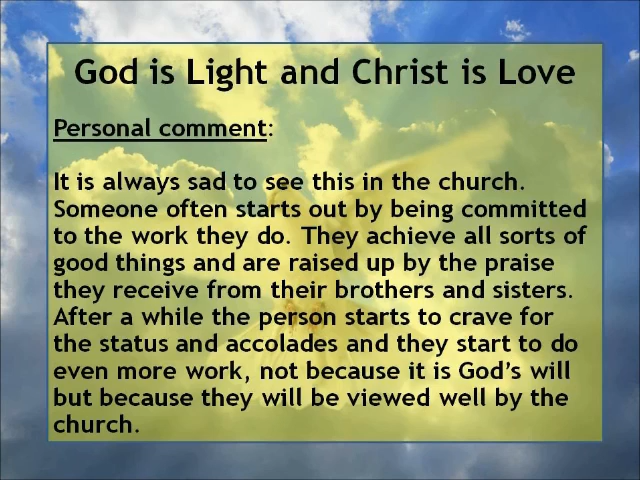 God is Light and Christ is Love
Personal comment:
It is always sad to see this in the church.
Someone often starts out by being committed
to the work they do. They achieve all sorts of
good things and are raised up by the praise
they receive from their brothers and sisters.
After a while the person starts to crave for
the status and accolades and they start to do
even more work, not because it is God’s will
but because they will be viewed well by the
church.